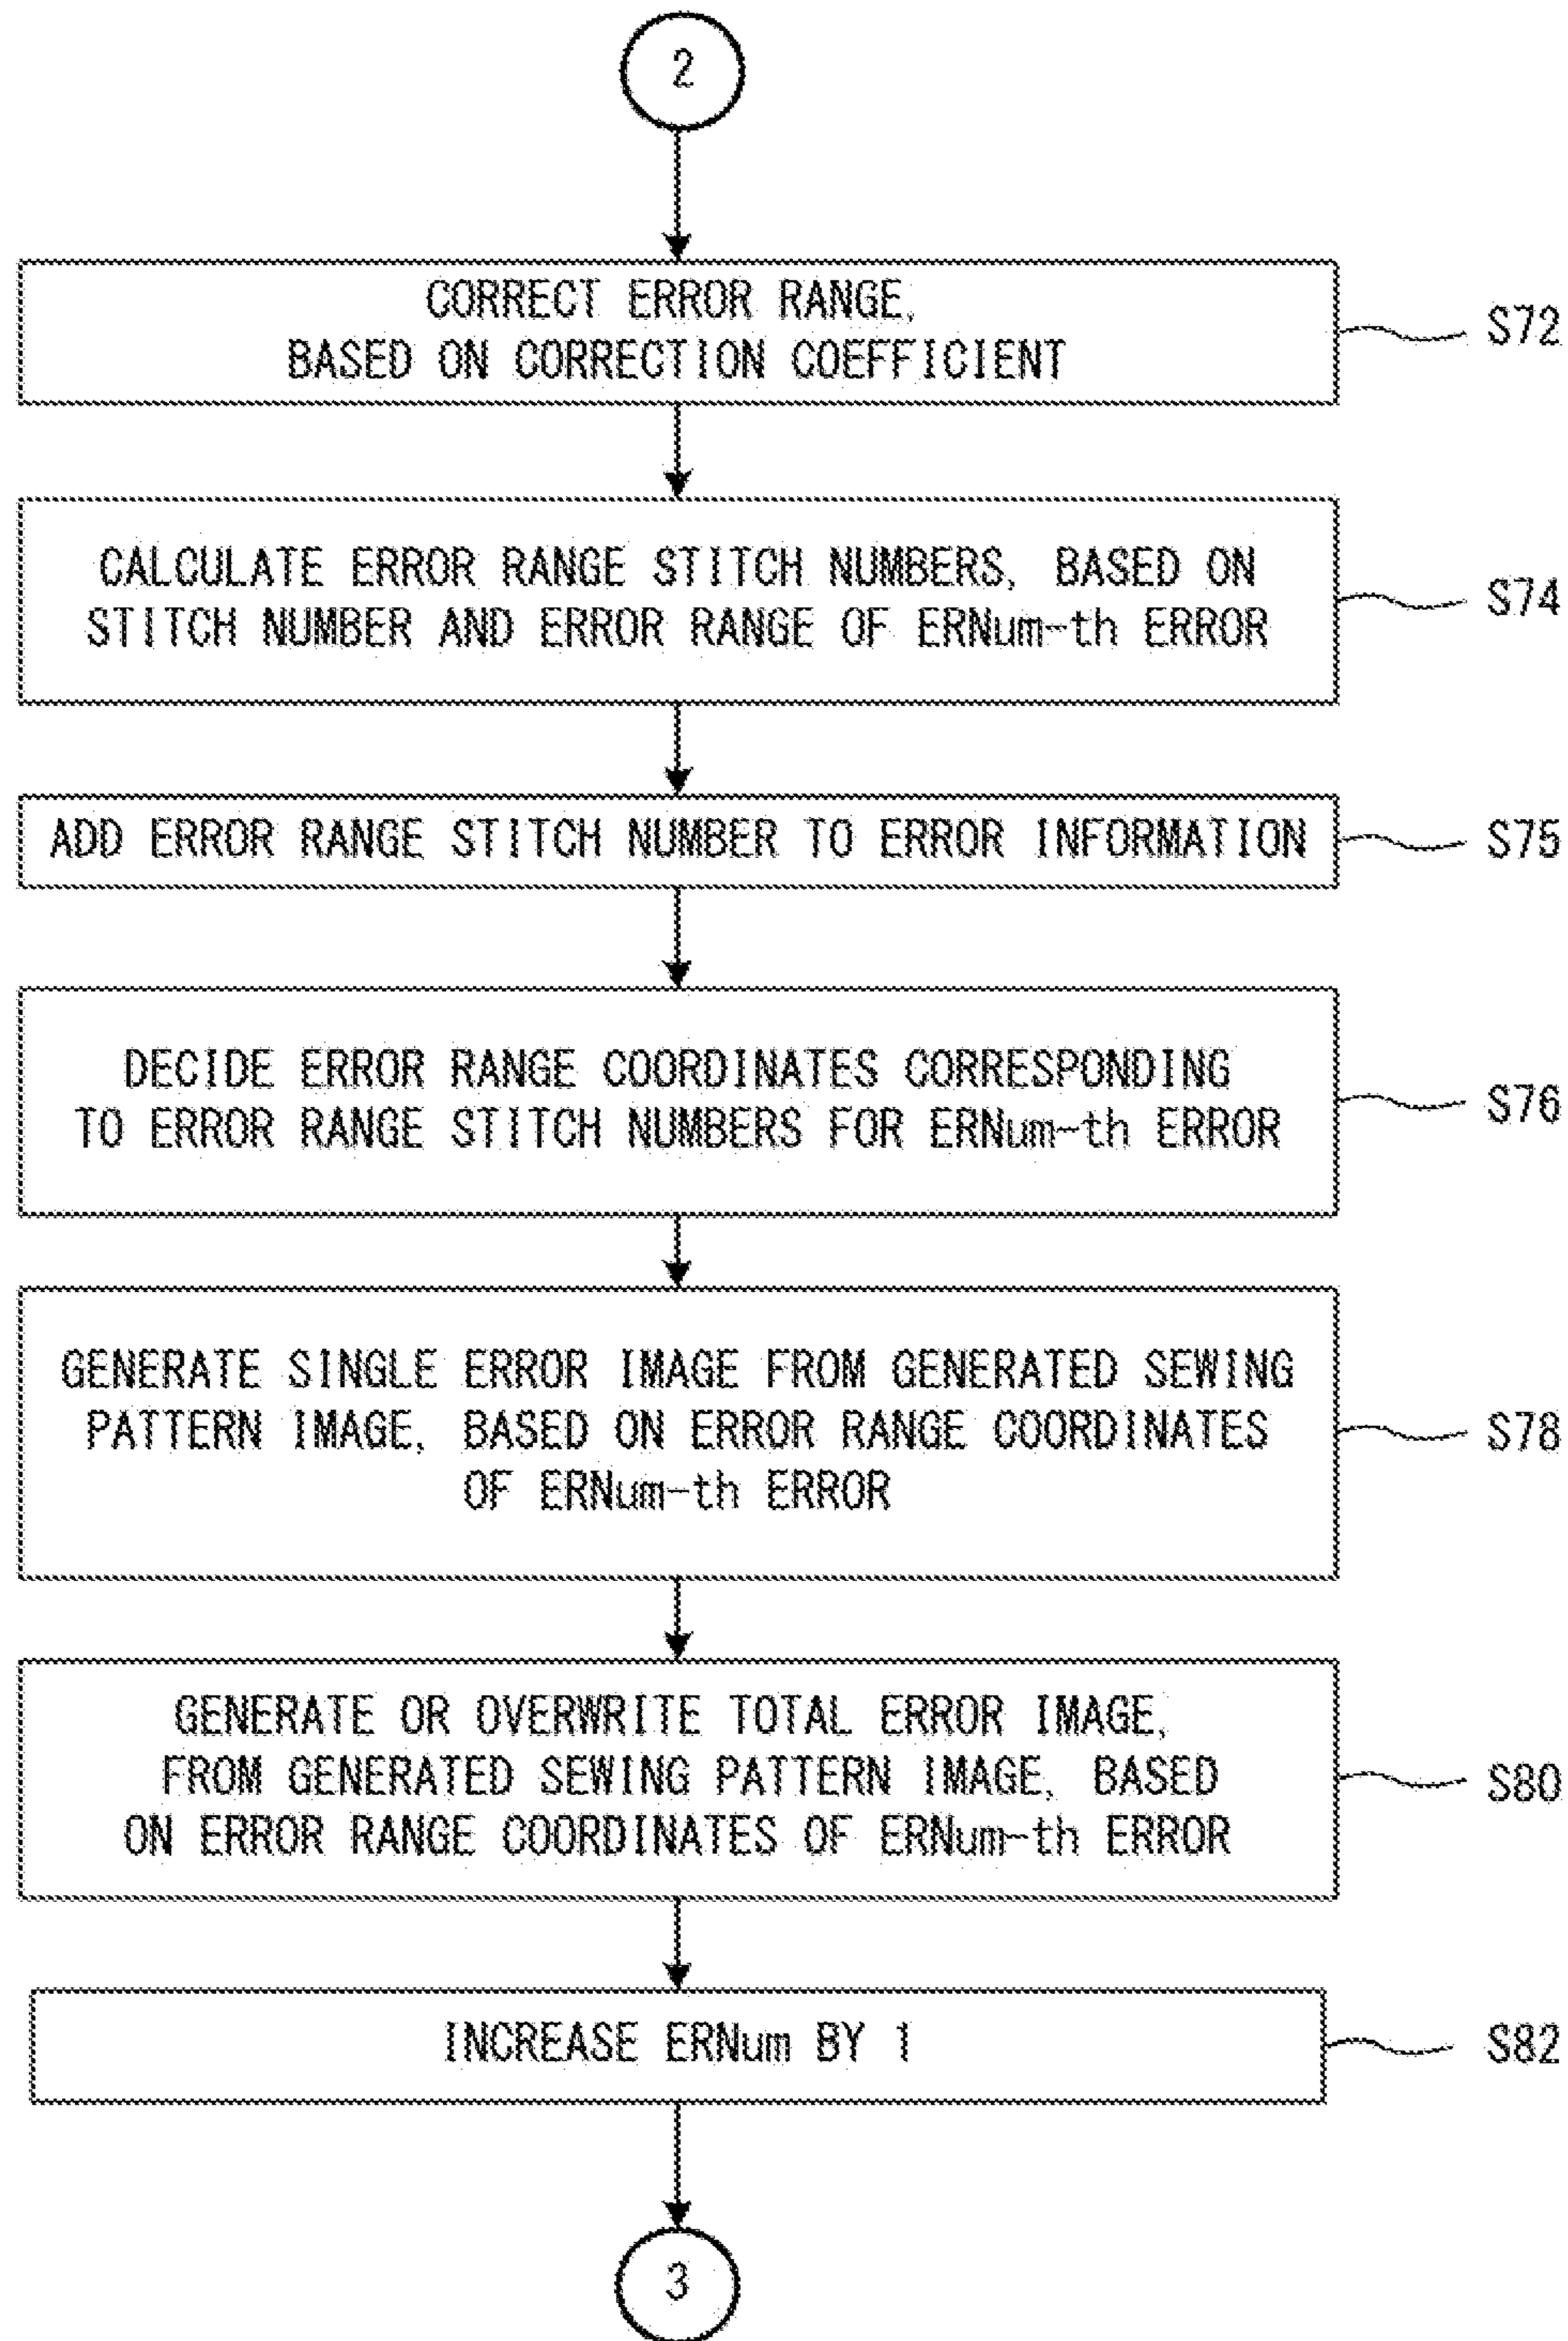 2
CORRECT ERROR RANGE,
BASED ON CORRECTION COEFFICIENT
S72
CALCULATE ERROR RANGE STITCH NUMBERS, BASED ON
STITCH NUMBER AND ERROR RANGE OF ERNum-th ERROR
S74
ADD ERROR RANGE STITCH NUMBER TO ERROR INFORMATION
S75
DECIDE ERROR RANGE COORDINATES CORRESPONDING
TO ERROR RANGE STITCH NUMBERS FOR ERNum-th ERROR
S76
GENERATE SINGLE ERROR IMAGE FROM GENERATED SEWING
PATTERN IMAGE, BASED ON ERROR RANGE COORDINATES
OF ERNum-th ERROR
S78
GENERATE OR OVERWRITE TOTAL ERROR IMAGE,
FROM GENERATED SEWING PATTERN IMAGE, BASED
ON ERROR RANGE COORDINATES OF ERNum-th ERROR
S80
INCREASE ERNum BY 1
S82
3